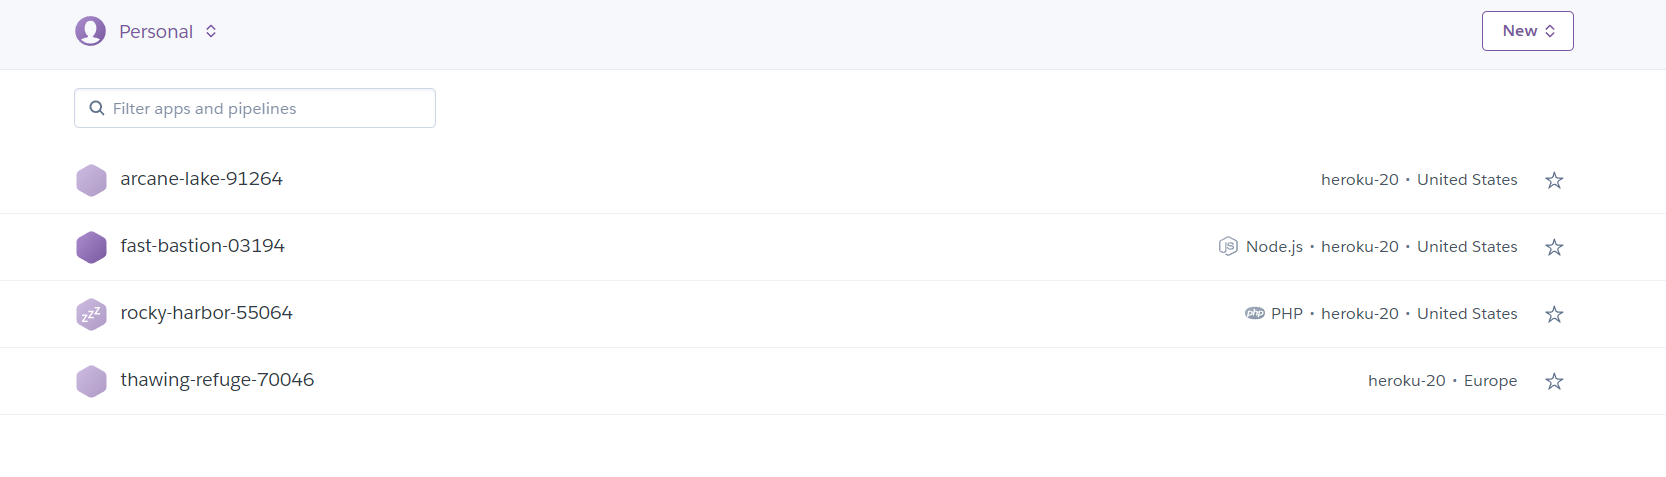 Personal New
Filter apps and pipelines
arcane-lake-91264 heroku-20 • United States
fast-bastion-03194 JS Node.js • heroku-20 • United States
zzz rocky-harbor-55064 php PHP • heroku-20 • United States
thawing-refuge-70046 heroku-20 • Europe